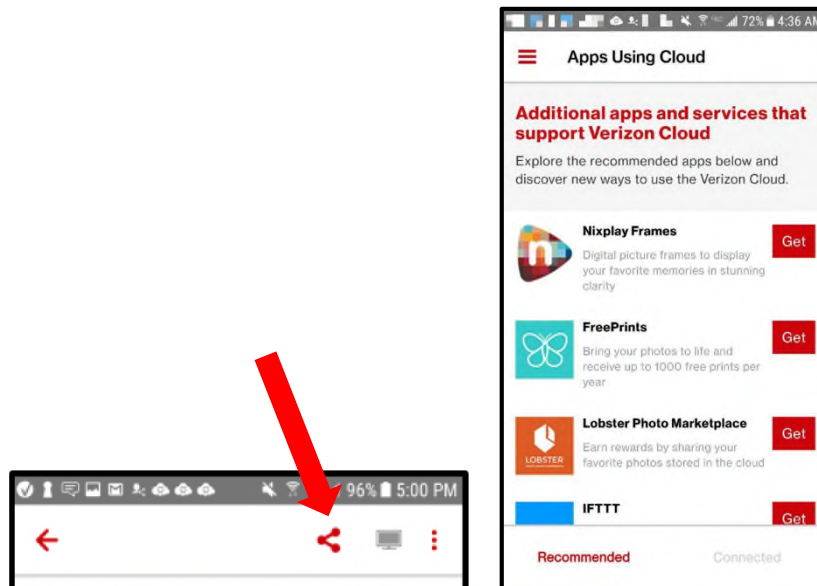 96% 5:00 PM
72% 4:36 AM
Apps Using Cloud
Additional apps and services that
support Verizon Cloud
Explore the recommended apps below and
discover new ways to use the Verizon Cloud.
Nixplay Frames
Get
Digital picture frames to display
your favorite memories in stunning
clarity
FreePrints
Get
Bring your photos to life and
receive up to 1000 free prints per
year
Lobster Photo Marketplace
Get
Earn rewards by sharing your
favorite photos stored in the cloud
LOBSTER
IFTTT
Get
Recommended Connected